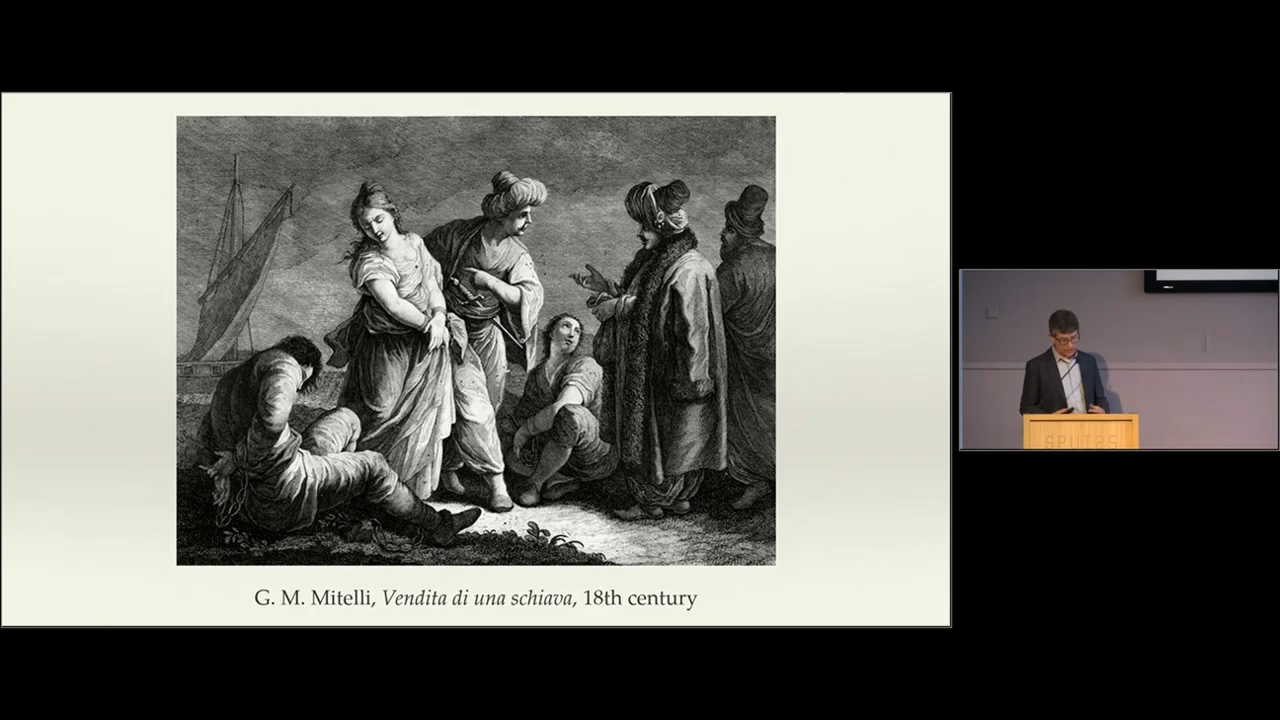 G. M. Mitelli, Vendita di una schiava, 18th century